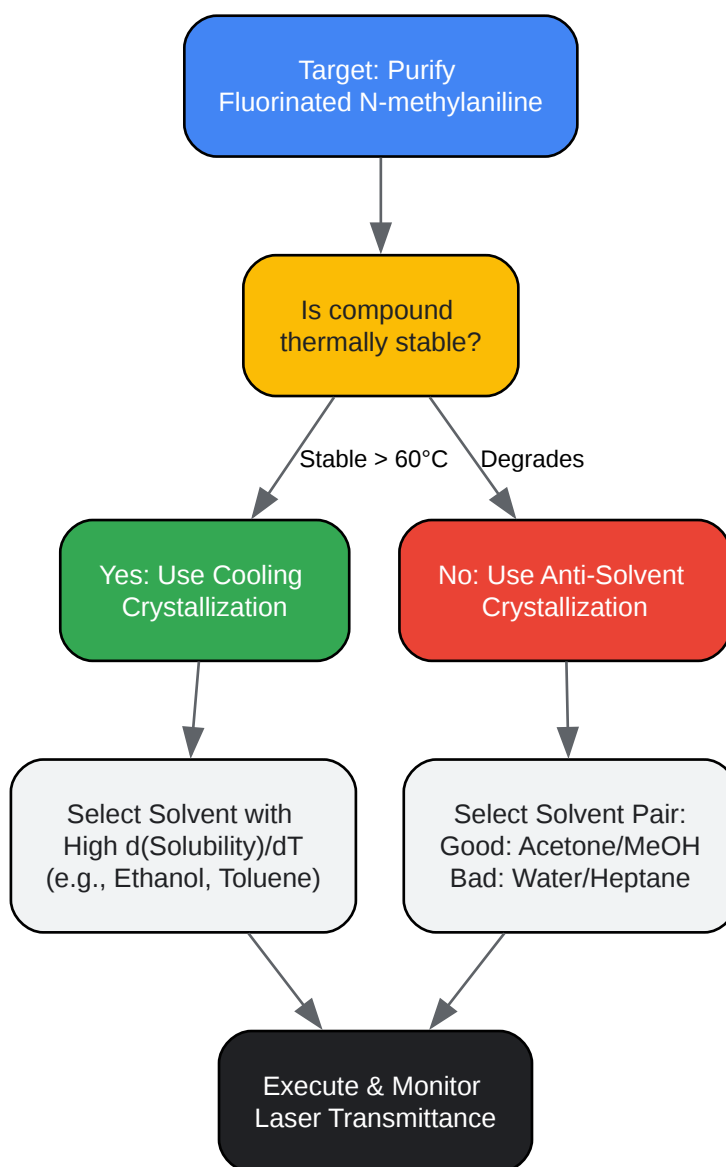 Target: Purify
Fluorinated N-methylaniline
Is compound
thermally stable?
Stable > 60°C
Degrades
Yes: Use Cooling
Crystallization
No: Use Anti-Solvent
Crystallization
Select Solvent with
High d(Solubility)/dT
(e.g., Ethanol, Toluene)
Select Solvent Pair:
Good: Acetone/MeOH
Bad: Water/Heptane
Execute & Monitor
Laser Transmittance